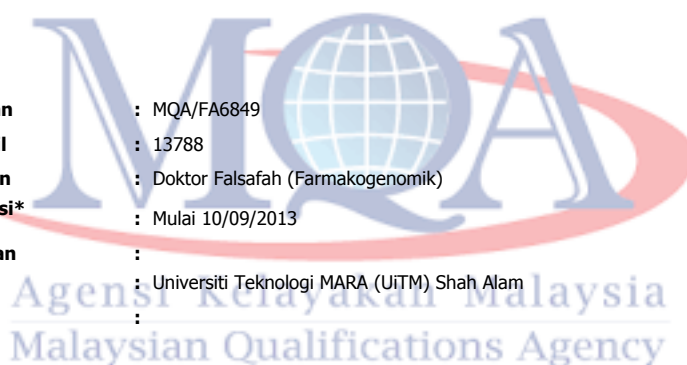 MQA
an : MQA/FA6849
l : 13788
n : Doktor Falsafah (Farmakogenomik)
si* : Mulai 10/09/2013
an :
: Universiti Teknologi MARA (UiTM) Shah Alam
:
Agensi Kelayakan Malaysia
Malaysian Qualifications Agency